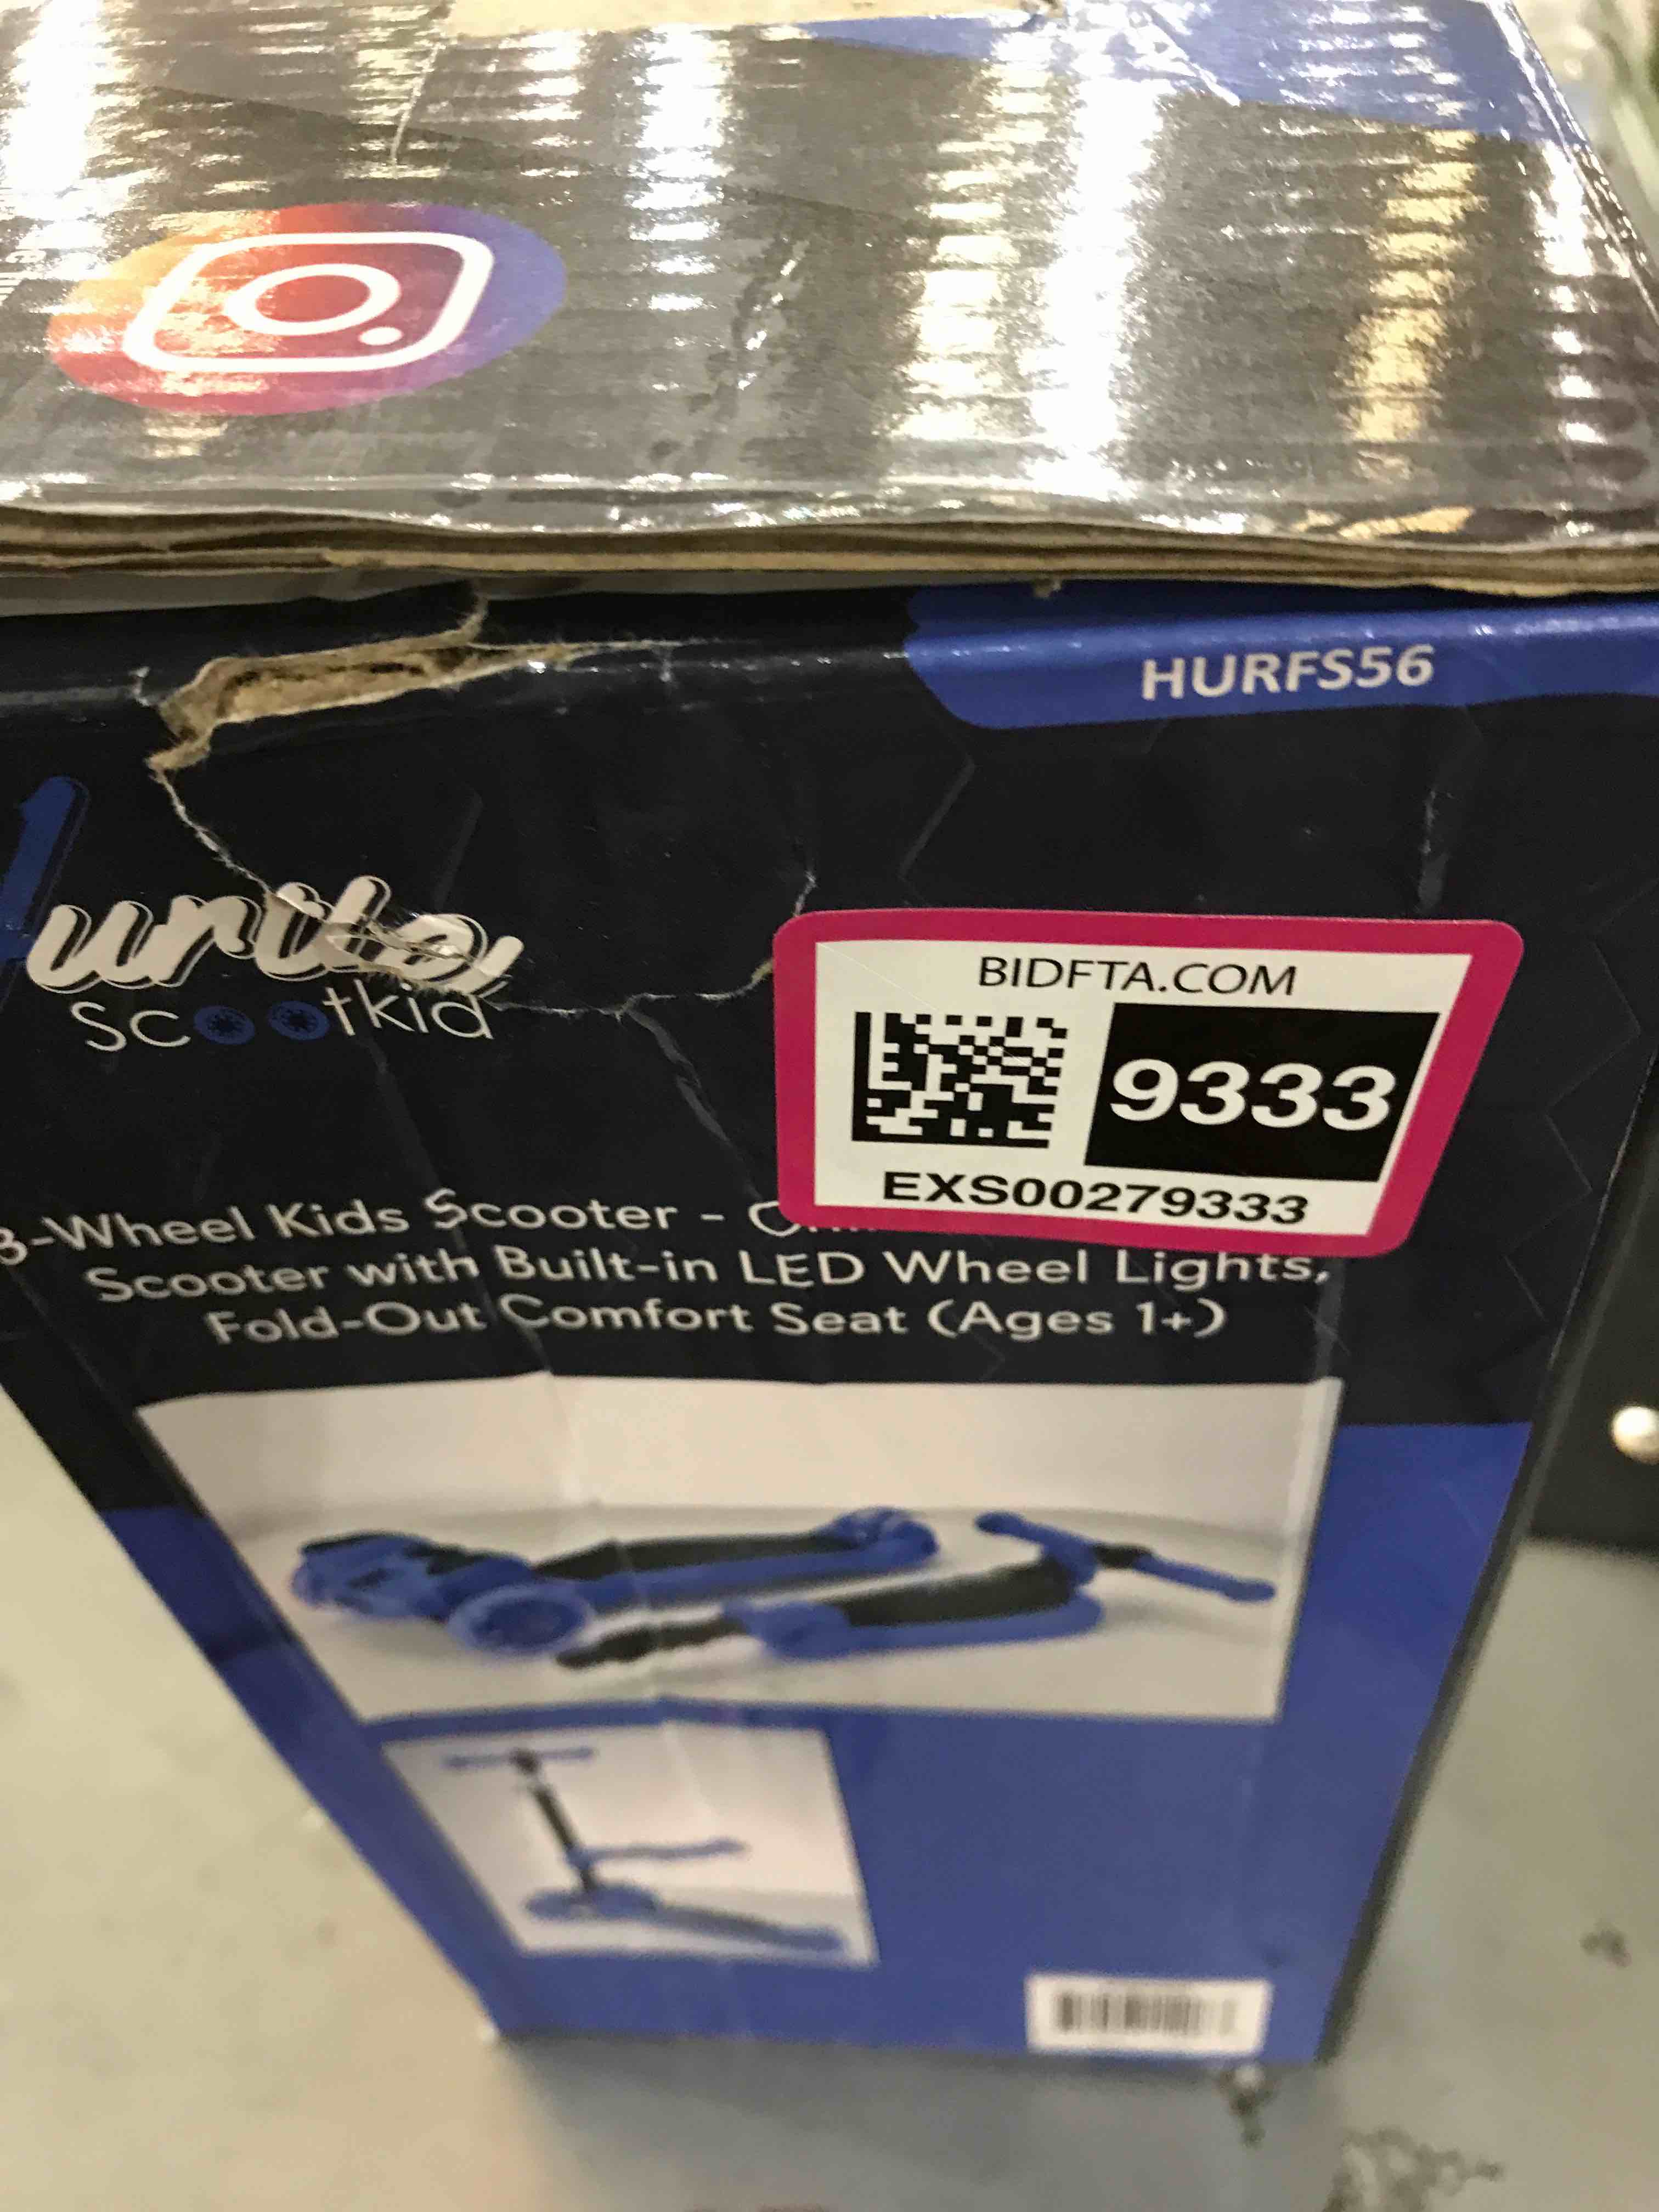 HURFS56
Scootkid
BIDFTA.COM
9333
EXS00279333
3-Wheel Kids Scooter -
Scooter with Built-in LED Wheel Lights,
Fold-Out Comfort Seat (Ages 1+)